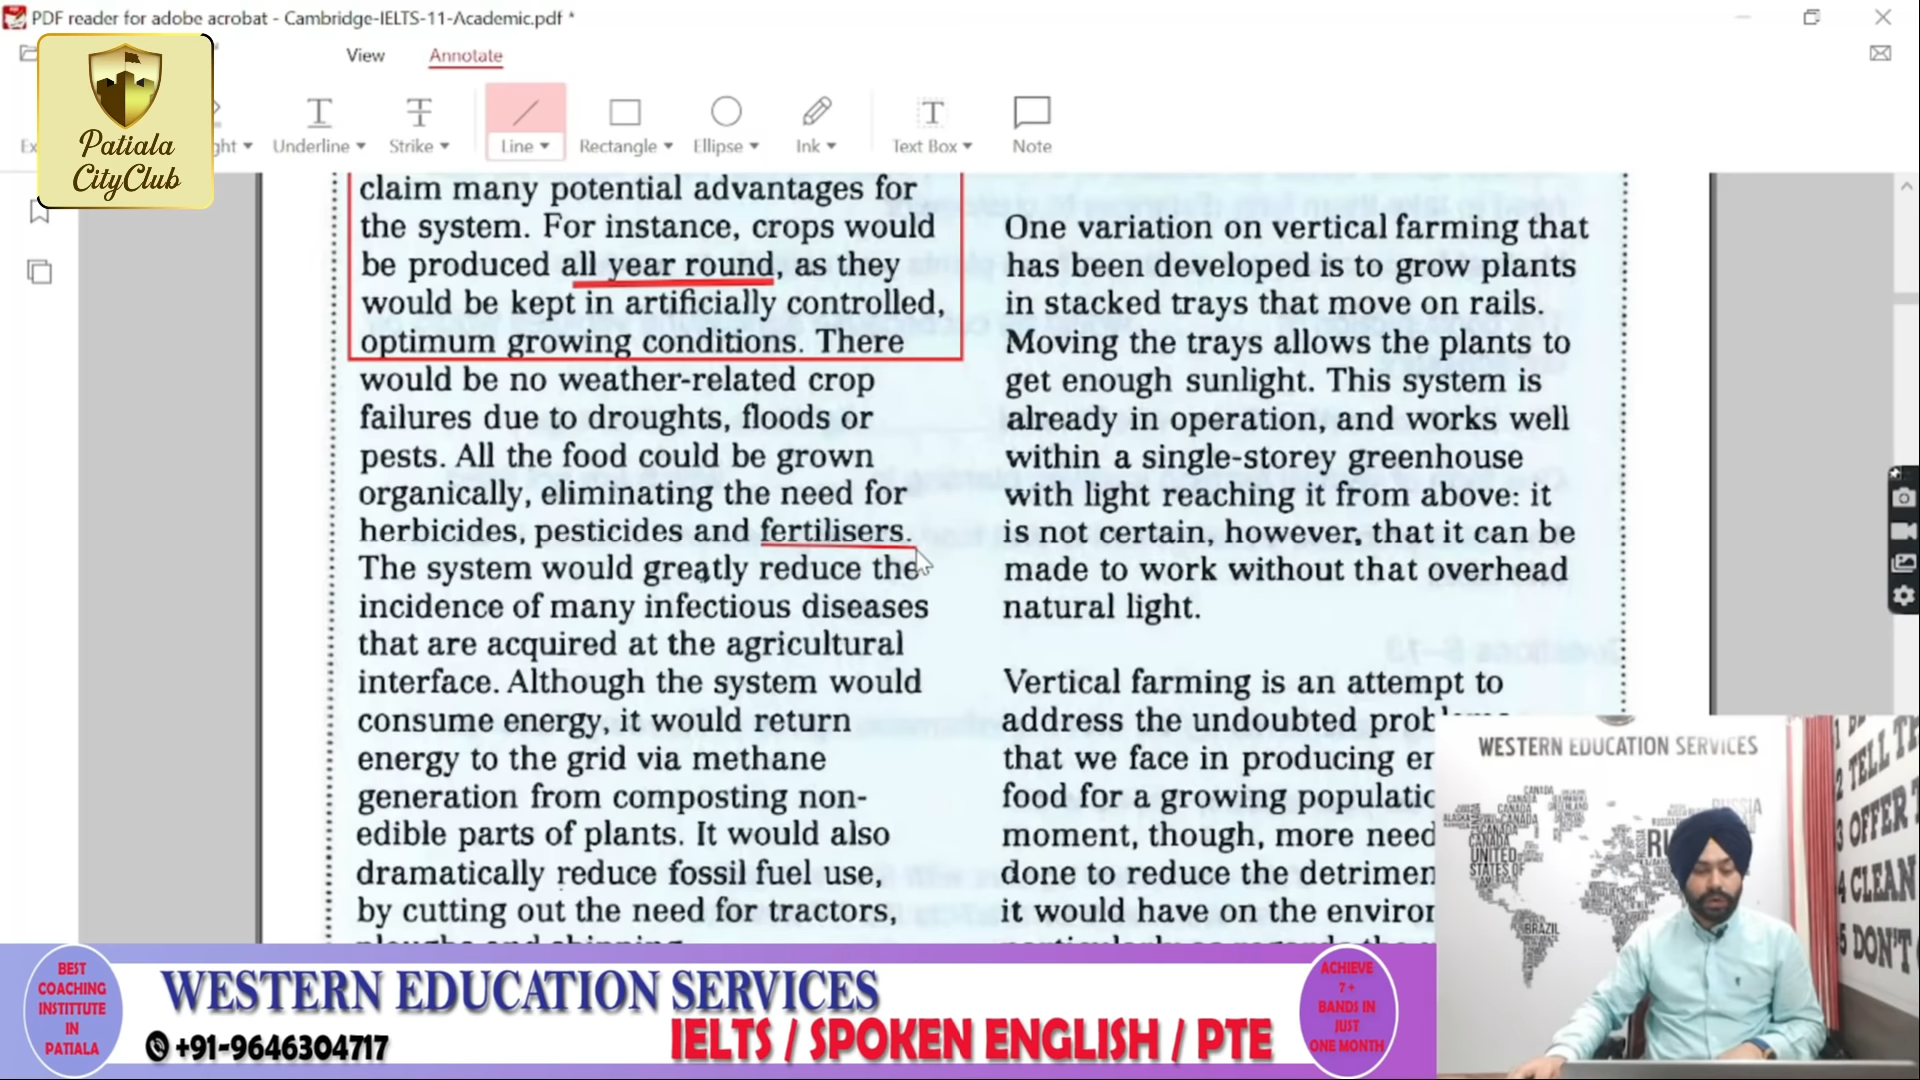 PDF reader for adobe acrobat - Cambridge-IELTS-11-Academic.pdf *
View
Annotate
Underline
Strike
Line
Rectangle
Ellipse
Ink
Text Box
Note
Patiala
CityClub
claim many potential advantages for
the system. For instance, crops would
be produced all year round, as they
would be kept in artificially controlled,
optimum growing conditions. There
would be no weather-related crop
failures due to droughts, floods or
pests. All the food could be grown
organically, eliminating the need for
herbicides, pesticides and fertilisers.
The system would greatly reduce the
incidence of many infectious diseases
that are acquired at the agricultural
interface. Although the system would
consume energy, it would return
energy to the grid via methane
generation from composting non-
edible parts of plants. It would also
dramatically reduce fossil fuel use,
by cutting out the need for tractors,
ploughs and shipping.
One variation on vertical farming that
has been developed is to grow plants
in stacked trays that move on rails.
Moving the trays allows the plants to
get enough sunlight. This system is
already in operation, and works well
within a single-storey greenhouse
with light reaching it from above: it
is not certain, however, that it can be
made to work without that overhead
natural light.
Vertical farming is an attempt to
address the undoubted
that we face in producing
food for a growing
moment, though, more
done to reduce the
it would have on the
WESTERN EDUCATION SERVICES
CANADA
UNITED
STATES OF
BRAZIL
RUSSIA
TELL
OFFER
CLEAN
DON'T
BEST
COACHING
INSTITUTE
IN
PATIALA
WESTERN EDUCATION SERVICES
+91-9646304717
IELTS / SPOKEN ENGLISH / PTE
ACHIEVE
7+
BANDS IN
JUST
ONE MONTH